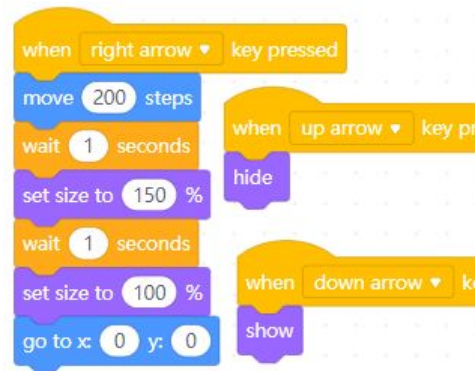 when right arrow key pressed
move 200 steps
wait 1 seconds
set size to 150 %
wait 1 seconds
set size to 100 %
go to x: 0 y: 0
when up arrow key pr
hide
when down arrow
show